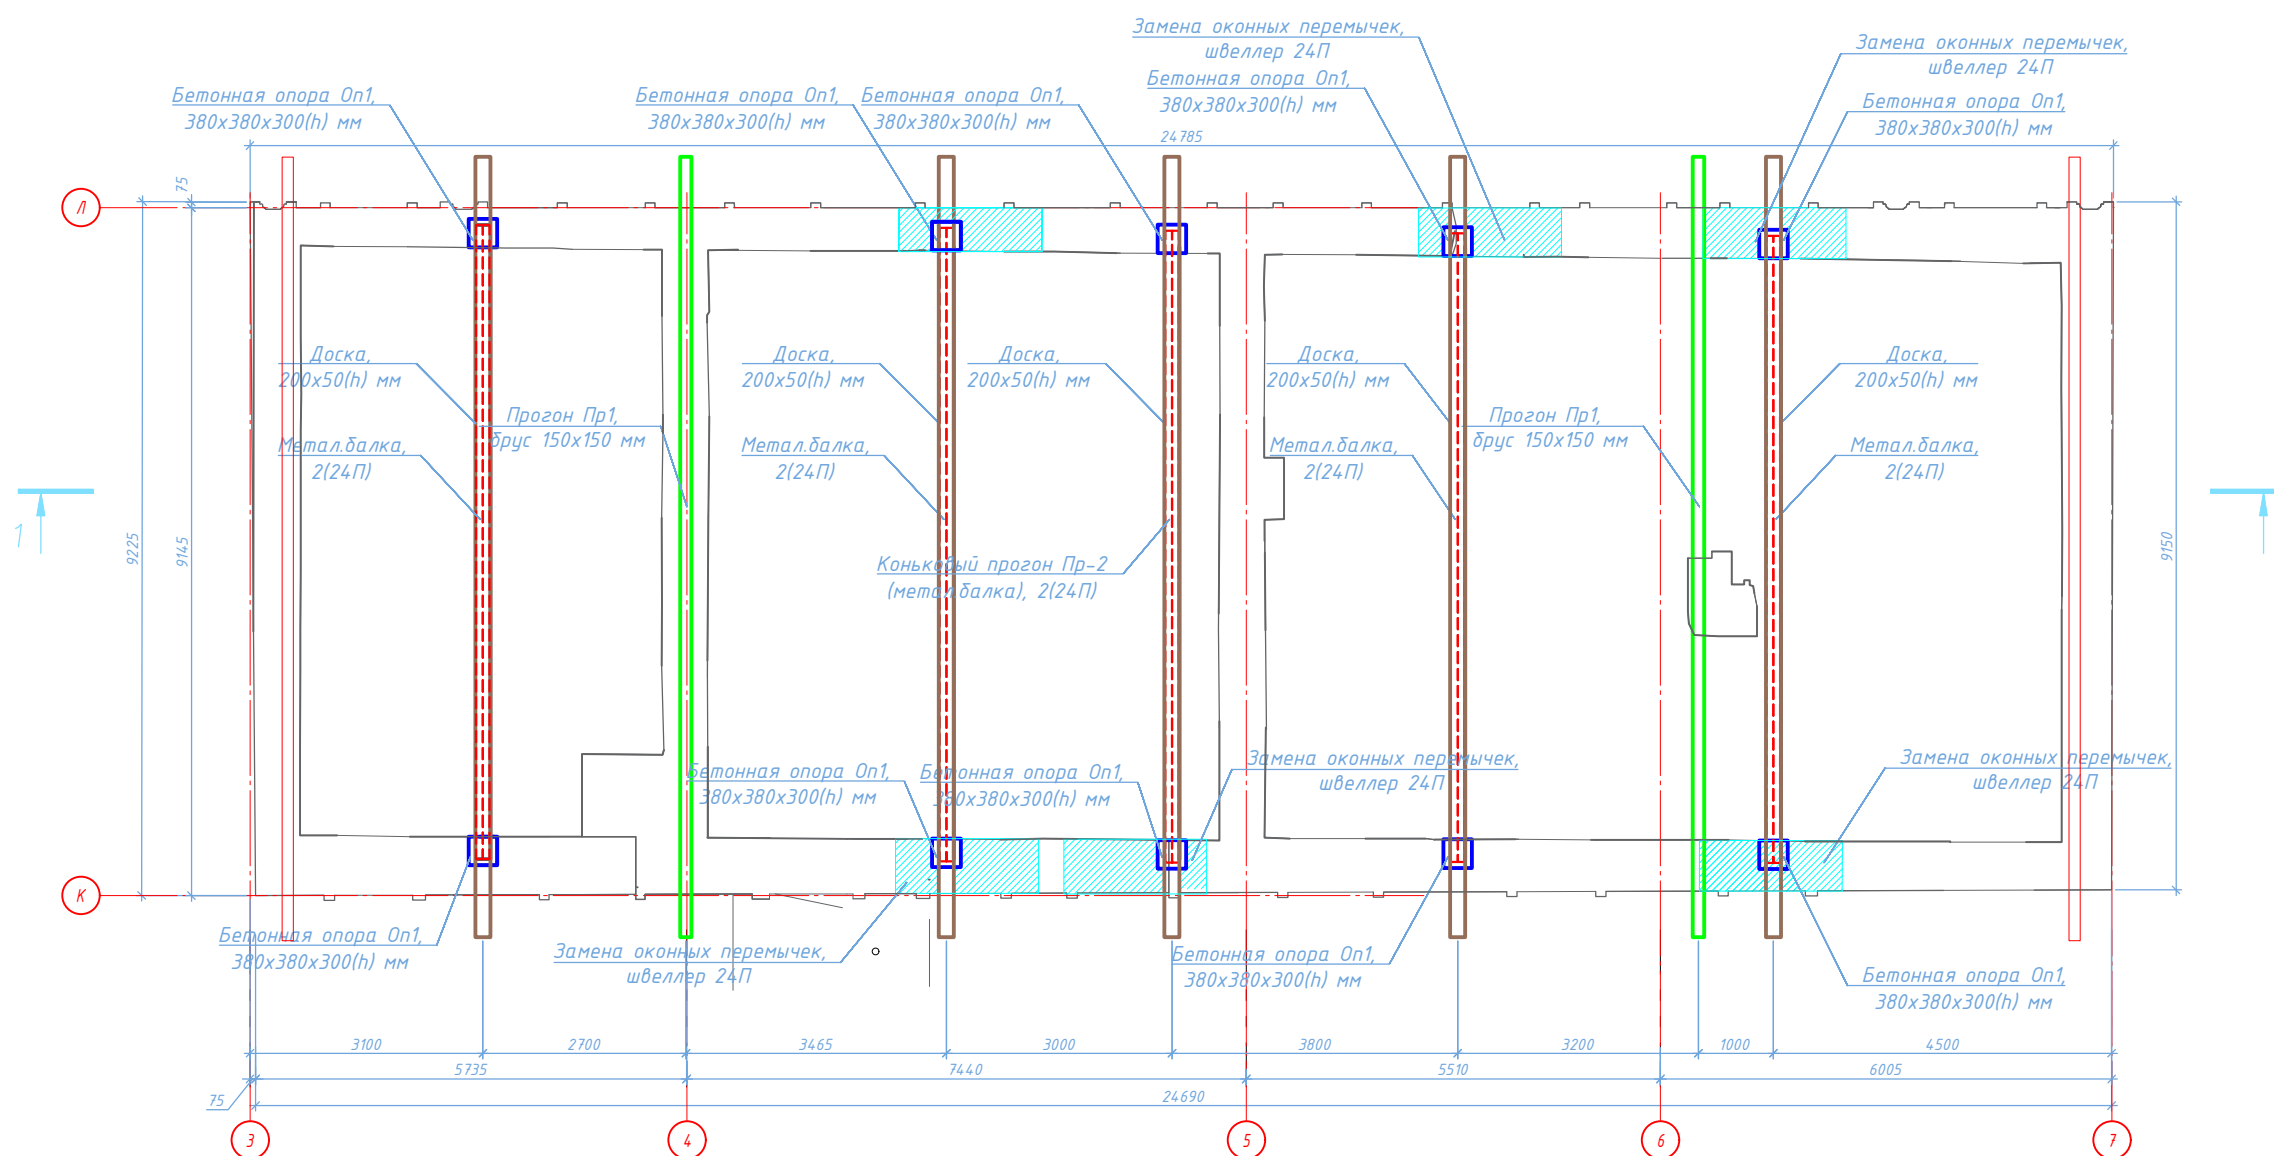 Замена оконных перемычек,
швеллер 24П
Замена оконных перемычек,
швеллер 24П
Бетонная опора Оп1,
380х380х300(h) мм
Бетонная опора Оп1,
380х380х300(h) мм
Бетонная опора Оп1,
380х380х300(h) мм
Бетонная опора Оп1,
380х380х300(h) мм
Бетонная опора Оп1,
380х380х300(h) мм
24785
75
Л
Доска,
200х50(h) мм
Доска,
200х50(h) мм
Доска,
200х50(h) мм
Доска,
200х50(h) мм
Доска,
200х50(h) мм
Прогон Пр1,
брус 150х150 мм
Прогон Пр1,
брус 150х150 мм
Метал.балка,
2(24П)
Метал.балка,
2(24П)
Метал.балка,
2(24П)
Метал.балка,
2(24П)
1
9225
9145
9150
Коньковый прогон Пр-2
(метал.балка), 2(24П)
Замена оконных перемычек,
швеллер 24П
Замена оконных перемычек,
швеллер 24П
Бетонная опора Оп1,
380х380х300(h) мм
Бетонная опора Оп1,
380х380х300(h) мм
К
Бетонная опора Оп1,
380х380х300(h) мм
Замена оконных перемычек,
швеллер 24П
Бетонная опора Оп1,
380х380х300(h) мм
Бетонная опора Оп1,
380х380х300(h) мм
3100
2700
3465
3000
3800
3200
1000
4500
5735
7440
5510
6005
75
24690
3
4
5
6
7